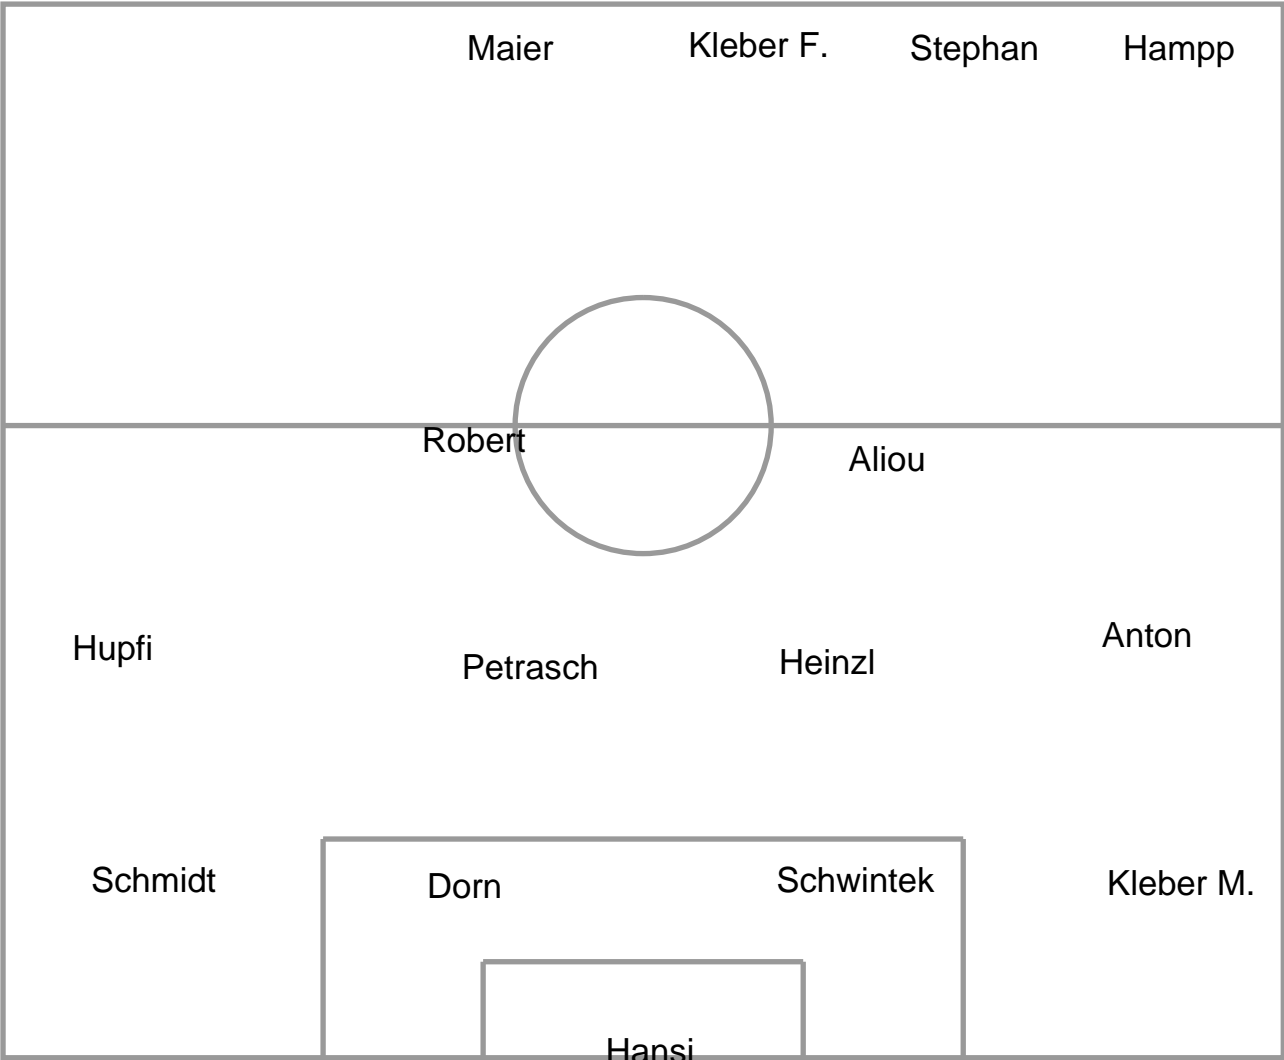 Maier Kleber F. Stephan Hampp
Robert Aliou
Hupfi Petrasch Heinzl Anton
Schmidt Dorn Schwintek Kleber M.
Hansi